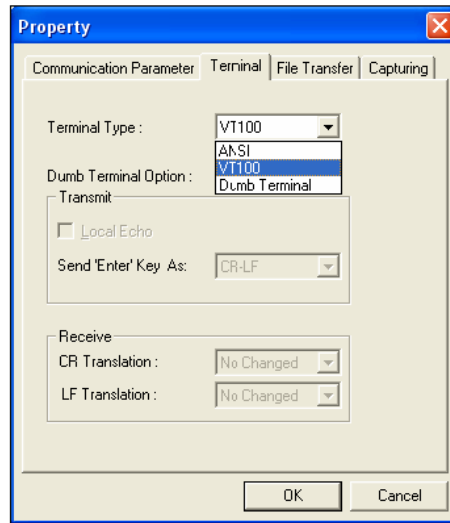 Property
Communication Parameter Terminal File Transfer Capturing
Terminal Type : VT100
ANSI
VT100
Dumb Terminal Option :
Dumb Terminal
Transmit
Local Echo
Send 'Enter' Key As: CR-LF
Receive
CR Translation : No Changed
LF Translation : No Changed
OK Cancel